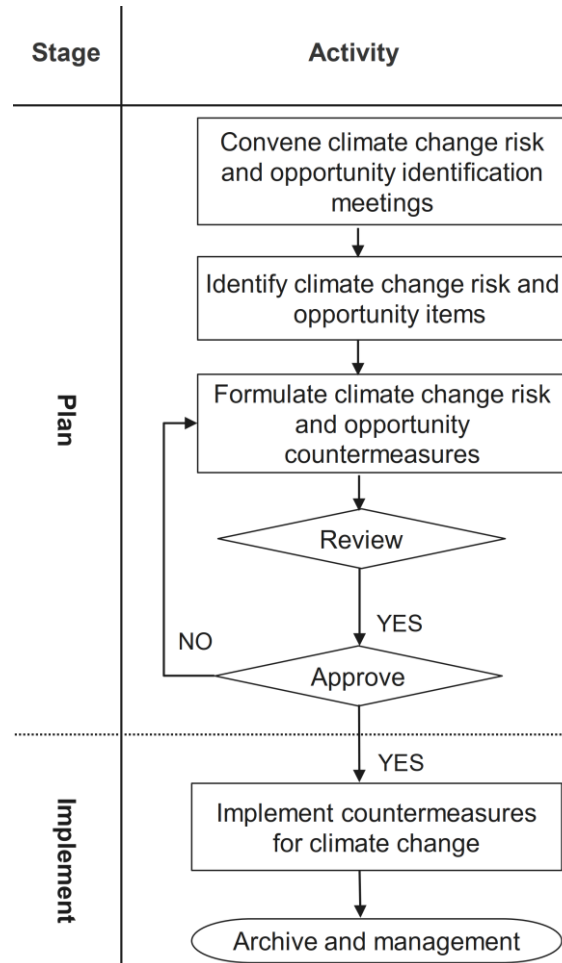 Stage
Activity
Plan
Convene climate change risk
and opportunity identification
meetings
Identify climate change risk and
opportunity items
Formulate climate change risk
and opportunity
countermeasures
Review
YES
NO
Approve
YES
Implement
Implement countermeasures
for climate change
Archive and management